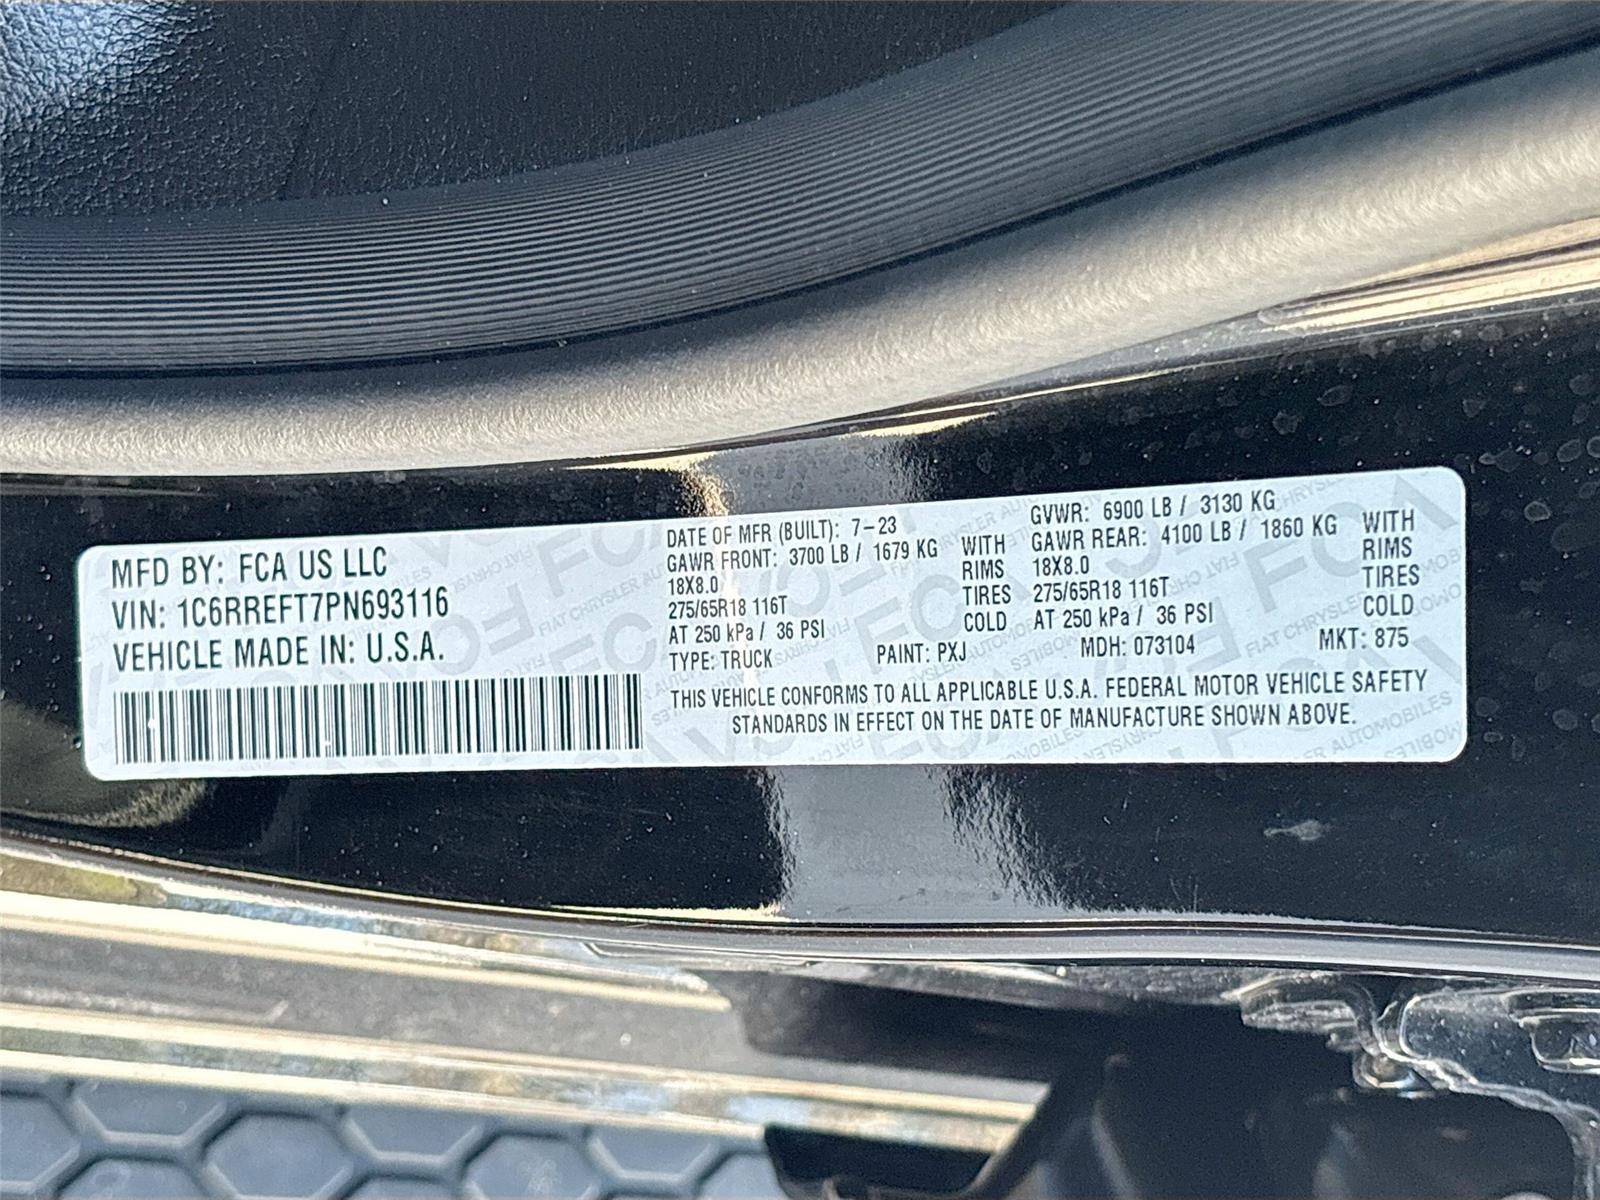 MFD BY: FCA US LLC
VIN: 1C6RREFT7PN693116
VEHICLE MADE IN: U.S.A.
DATE OF MFR (BUILT): 7-23
GAWR FRONT: 3700 LB / 1679 KG WITH
18X8.0 RIMS
275/65R18 116T TIRES
AT 250 kPa / 36 PSI COLD
GVWR: 6900 LB / 3130 KG
GAWR REAR: 4100 LB / 1860 KG WITH
18X8.0 RIMS
275/65R18 116T TIRES
AT 250 kPa / 36 PSI COLD
TYPE: TRUCK PAINT: PXJ MDH: 073104 MKT: 875
THIS VEHICLE CONFORMS TO ALL APPLICABLE U.S.A. FEDERAL MOTOR VEHICLE SAFETY
STANDARDS IN EFFECT ON THE DATE OF MANUFACTURE SHOWN ABOVE.